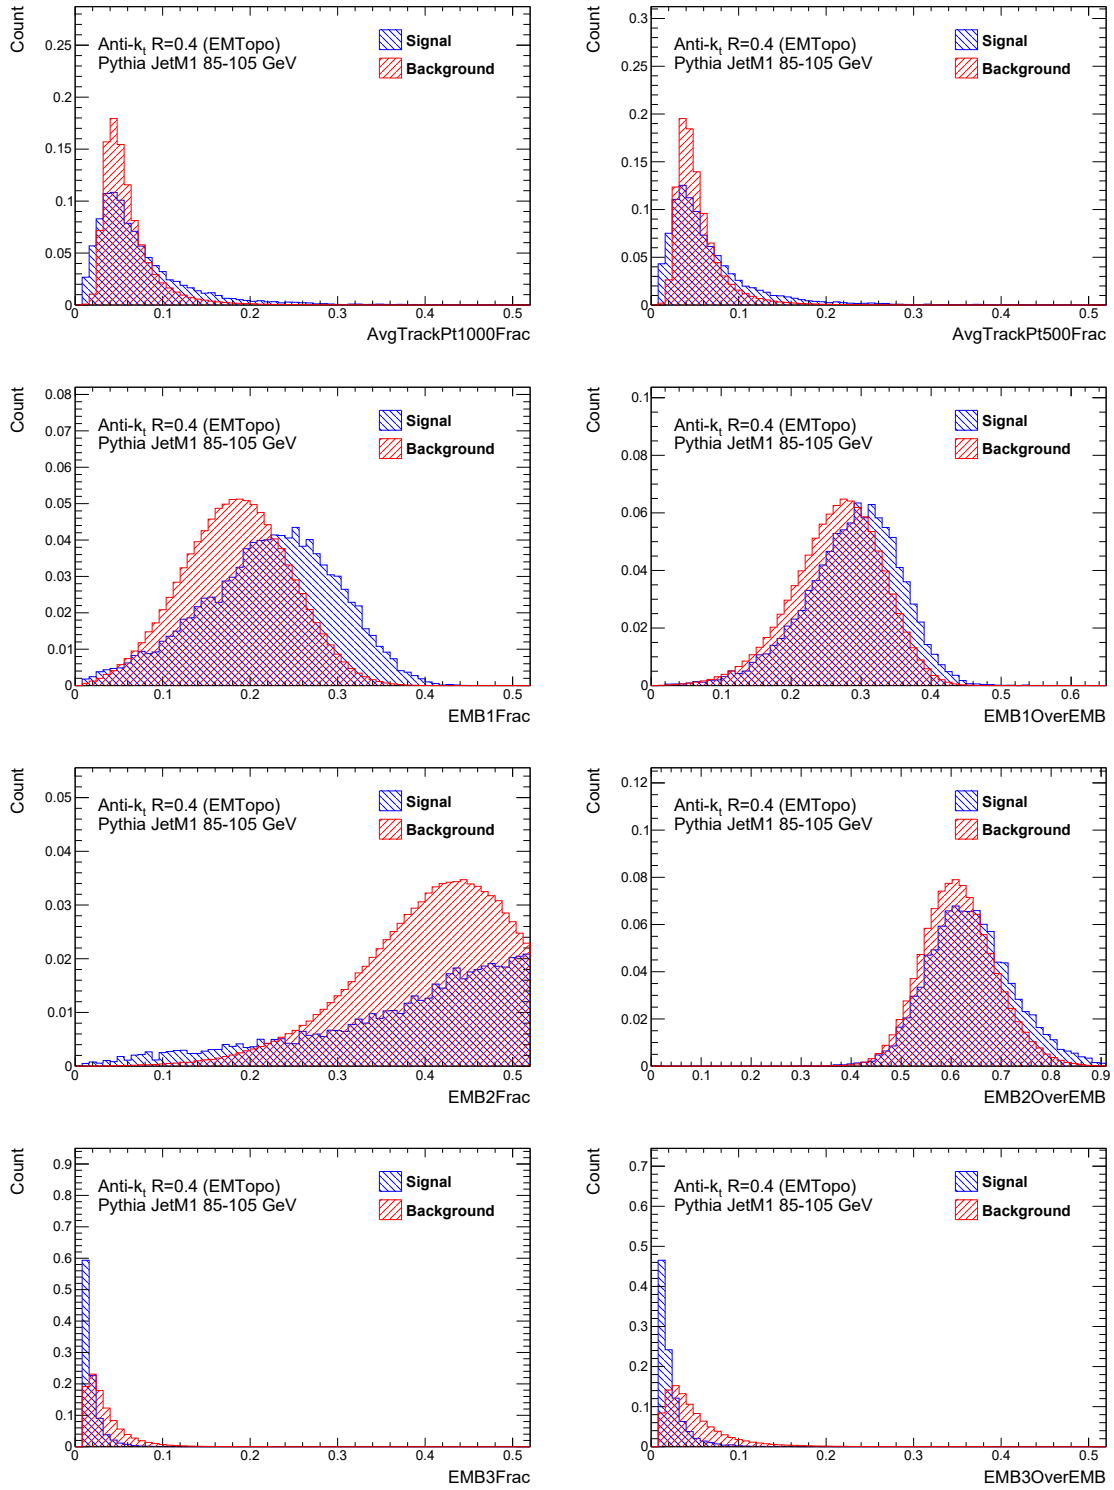 Count
0.25
0.2
0.15
0.1
0.05
0
Anti-kt R=0.4 (EMTopo)
Pythia JetM1 85-105 GeV
Signal
Background
0 0.1 0.2 0.3 0.4 0.5
AvgTrackPt1000Frac
Count
0.3
0.25
0.2
0.15
0.1
0.05
0
Anti-kt R=0.4 (EMTopo)
Pythia JetM1 85-105 GeV
Signal
Background
0 0.1 0.2 0.3 0.4 0.5
AvgTrackPt500Frac
Count
0.08
0.07
0.06
0.05
0.04
0.03
0.02
0.01
0
Anti-kt R=0.4 (EMTopo)
Pythia JetM1 85-105 GeV
Signal
Background
0 0.1 0.2 0.3 0.4 0.5
EMB1Frac
Count
0.1
0.08
0.06
0.04
0.02
0
Anti-kt R=0.4 (EMTopo)
Pythia JetM1 85-105 GeV
Signal
Background
0 0.1 0.2 0.3 0.4 0.5 0.6
EMB1OverEMB
Count
0.05
0.04
0.03
0.02
0.01
0
Anti-kt R=0.4 (EMTopo)
Pythia JetM1 85-105 GeV
Signal
Background
0 0.1 0.2 0.3 0.4 0.5
EMB2Frac
Count
0.12
0.1
0.08
0.06
0.04
0.02
0
Anti-kt R=0.4 (EMTopo)
Pythia JetM1 85-105 GeV
Signal
Background
0 0.1 0.2 0.3 0.4 0.5 0.6 0.7 0.8 0.9
EMB2OverEMB
Count
0.9
0.8
0.7
0.6
0.5
0.4
0.3
0.2
0.1
0
Anti-kt R=0.4 (EMTopo)
Pythia JetM1 85-105 GeV
Signal
Background
0 0.1 0.2 0.3 0.4 0.5
EMB3Frac
Count
0.7
0.6
0.5
0.4
0.3
0.2
0.1
0
Anti-kt R=0.4 (EMTopo)
Pythia JetM1 85-105 GeV
Signal
Background
0 0.1 0.2 0.3 0.4 0.5
EMB3OverEMB